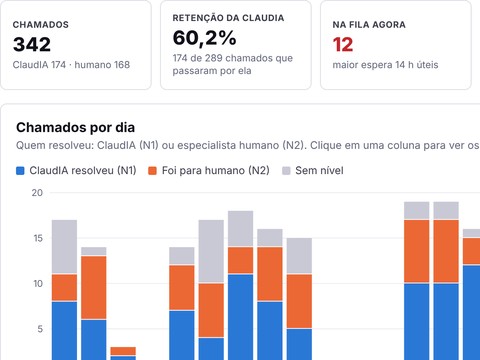 CHAMADOS
342
ClaudIA 174 · humano 168
RETENÇÃO DA CLAUDIA
60,2%
174 de 289 chamados que
passaram por ela
NA FILA AGORA
12
maior espera 14 h úteis
Chamados por dia
Quem resolveu: ClaudIA (N1) ou especialista humano (N2). Clique em uma coluna para ver os
ClaudIA resolveu (N1)
Foi para humano (N2)
Sem nível
20
15
10
5